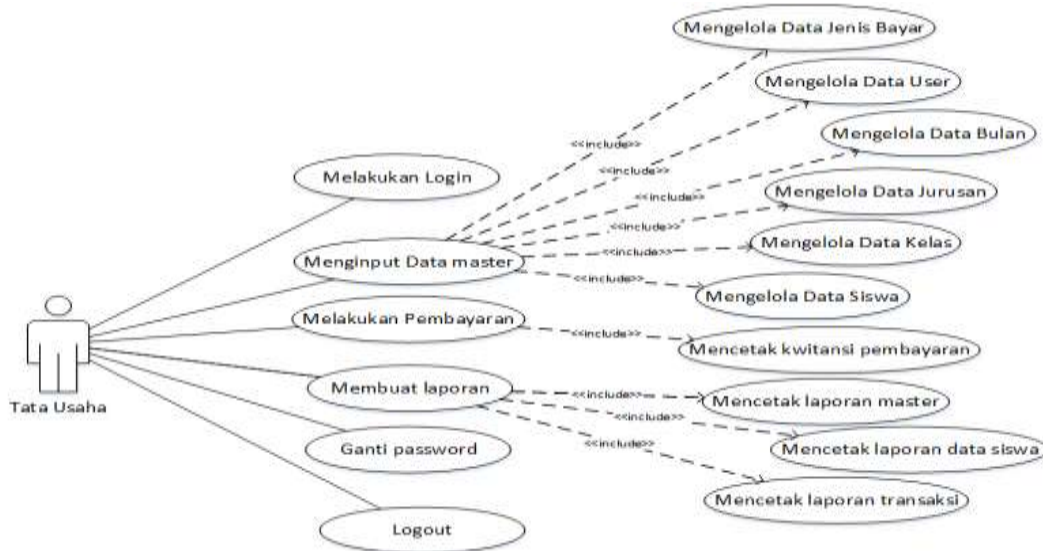 Mengelola Data Jenis Bayar
Mengelola Data User
Mengelola Data Bulan
Mengelola Data Jurusan
Mengelola Data Kelas
Mengelola Data Siswa
<<include>>
<<include>>
<<include>>
<<include>>
<<include>>
<<include>>
Melakukan Login
Menginput Data master
Melakukan Pembayaran
<<include>>
Mencetak kwitansi pembayaran
Membuat laporan
<<include>>
<<include>>
<<include>>
Mencetak laporan master
Mencetak laporan data siswa
Mencetak laporan transaksi
Ganti password
Logout
Tata Usaha